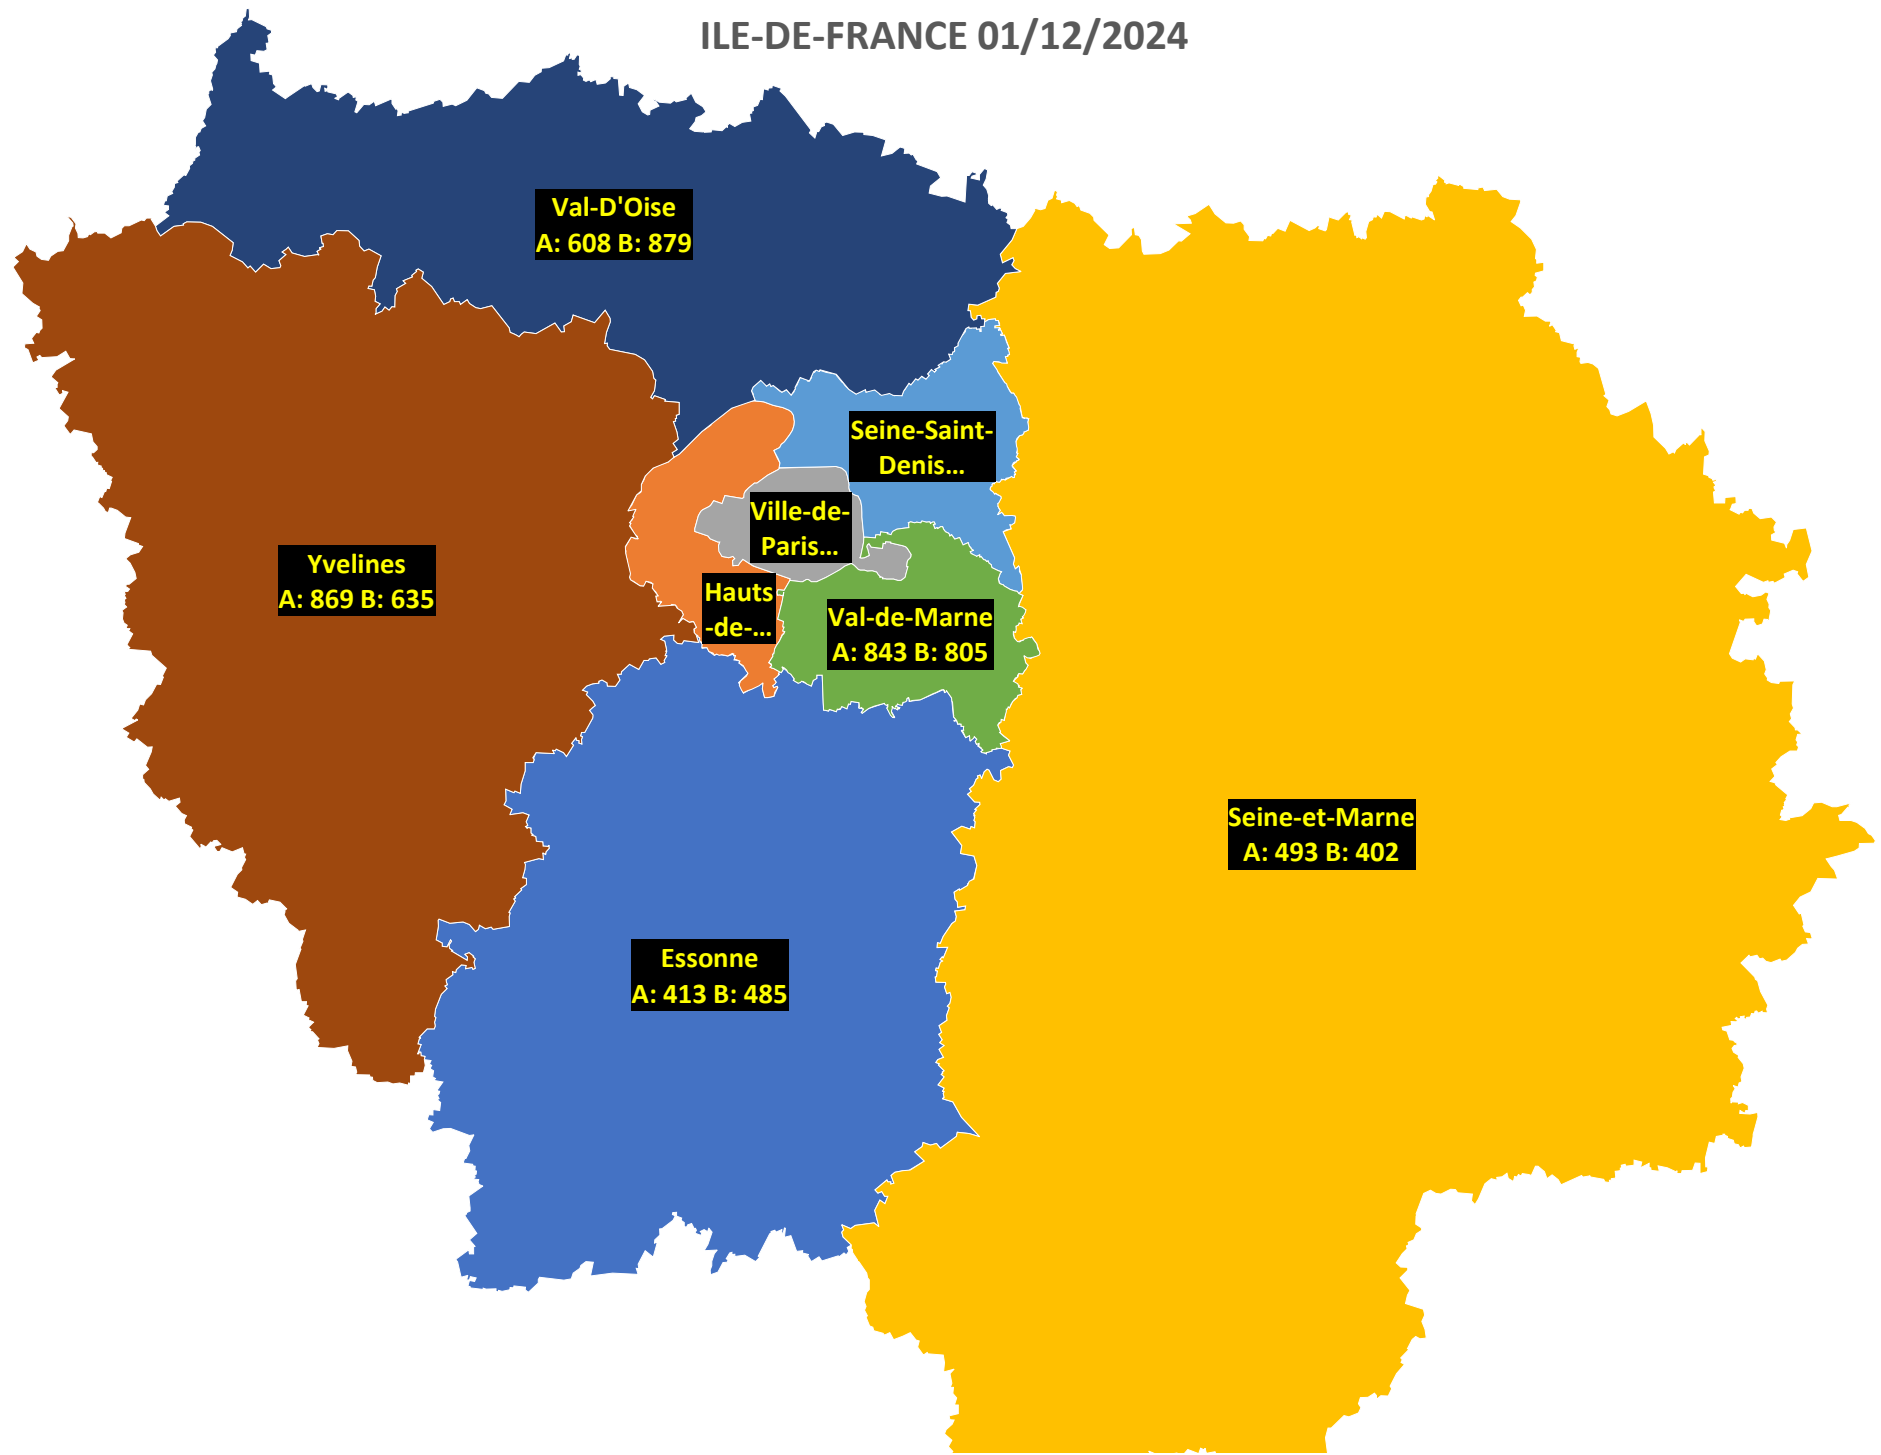 ILE-DE-FRANCE 01/12/2024
Val-D'Oise
A: 608 B: 879
Seine-Saint-
Denis...
Ville-de-
Paris...
Yvelines
A: 869 B: 635
Hauts
-de-...
Val-de-Marne
A: 843 B: 805
Seine-et-Marne
A: 493 B: 402
Essonne
A: 413 B: 485